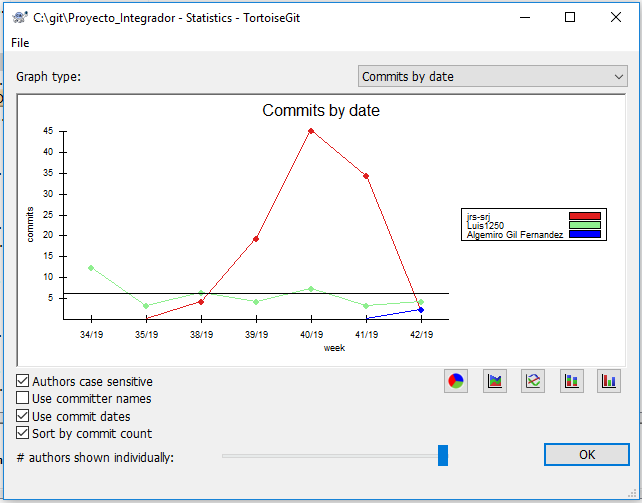 C:\git\Proyecto_Integrador - Statistics - TortoiseGit
File
Graph type:
Commits by date
Commits by date
45
40
35
30
25
20
15
10
5
commits
34/19 35/19 38/19 39/19 40/19 41/19 42/19
week
jrs-srj
Luis1250
Algemiro Gil Fernandez
Authors case sensitive
Use committer names
Use commit dates
Sort by commit count
# authors shown individually:
OK